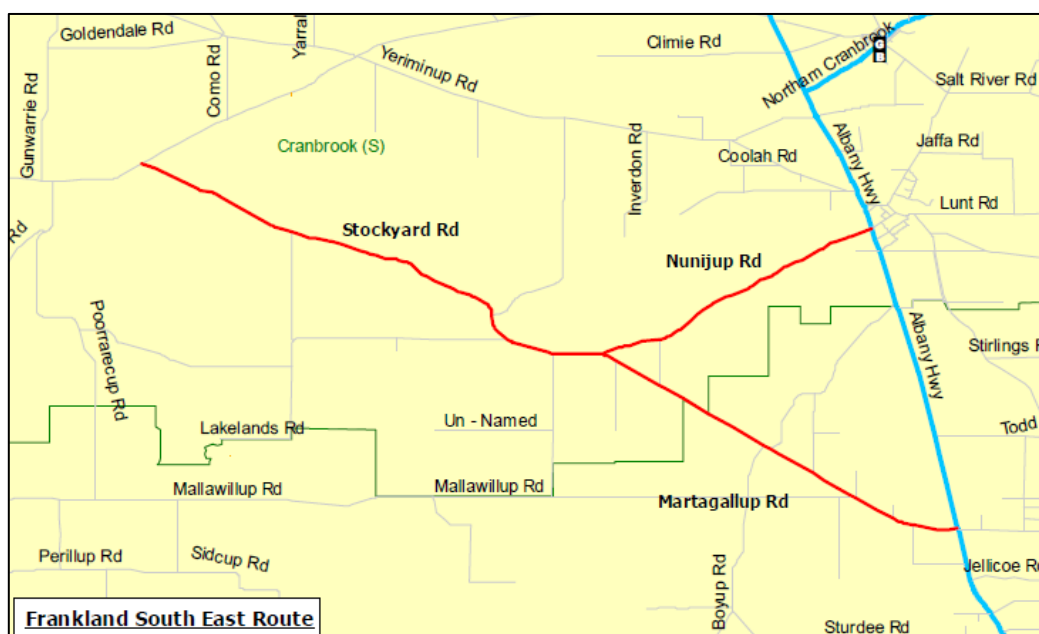 Goldendale Rd
Yarral
Climie Rd
Northam Cranbrook
Gunwarrie Rd
Como Rd
Yeriminup Rd
Salt River Rd
Cranbrook (S)
Inverdon Rd
Coolah Rd
Albany Hwy
Jaffa Rd
Lunt Rd
Rd
Stockyard Rd
Nunijup Rd
Poorrarecup Rd
Albany Hwy
Stirlings R
Lakelands Rd
Un - Named
Todd
Mallawillup Rd
Mallawillup Rd
Martagallup Rd
Perillup Rd
Sidcup Rd
Boyup Rd
Jellicoe Rd
Frankland South East Route
Sturdee Rd